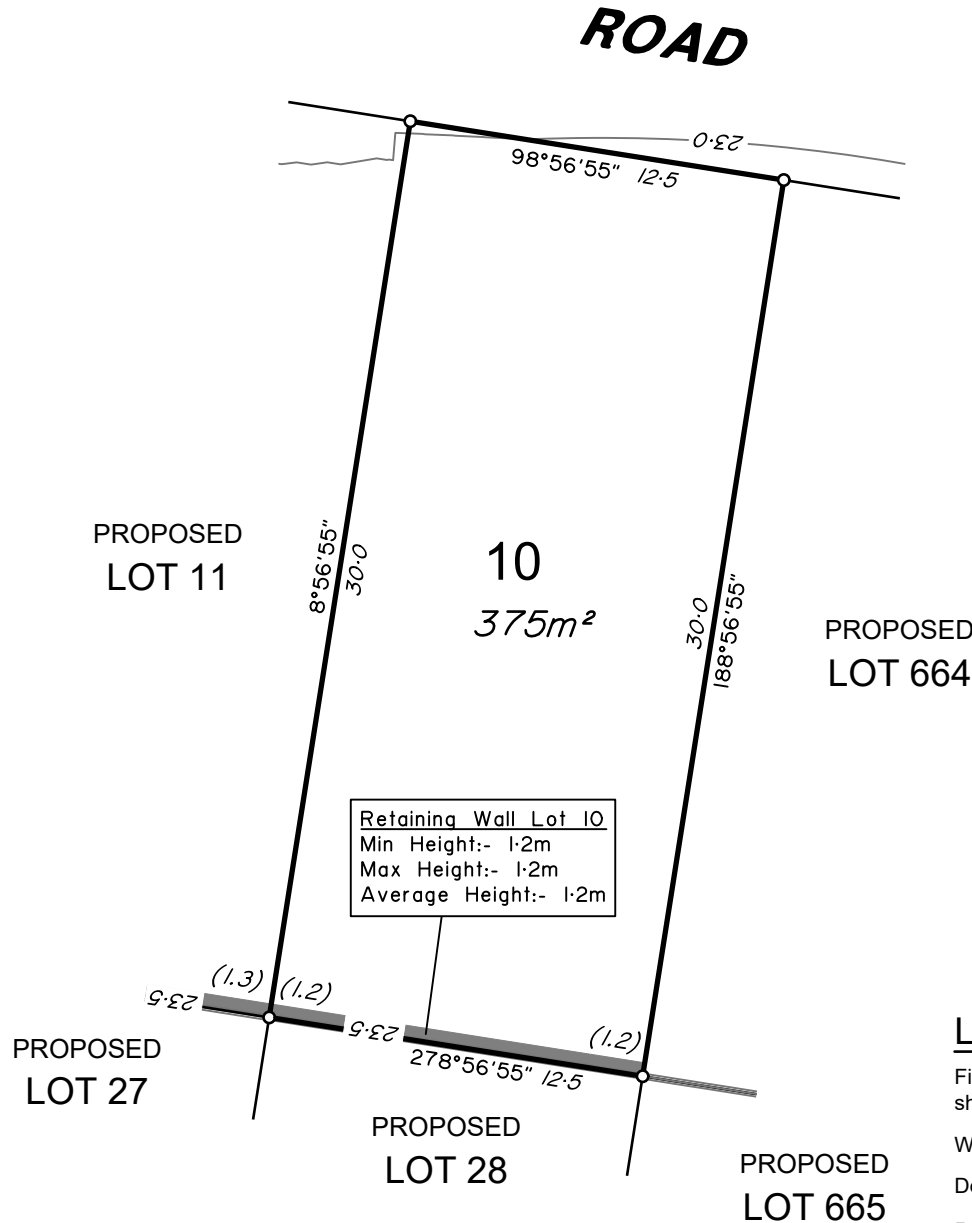 ROAD
23·0
98°56'55" 12·5
8°56'55"
30·0
PROPOSED
LOT 11
10
375m²
30·0
188°56'55"
PROPOSED
LOT 664
Retaining Wall Lot 10
Min Height:- 1·2m
Max Height:- 1·2m
Average Height:- 1·2m
23·5
(1.3)
(1.2)
23·5
(1.2)
278°56'55" 12·5
PROPOSED
LOT 27
PROPOSED
LOT 28
PROPOSED
LOT 665
L
Fi
sh
W
De